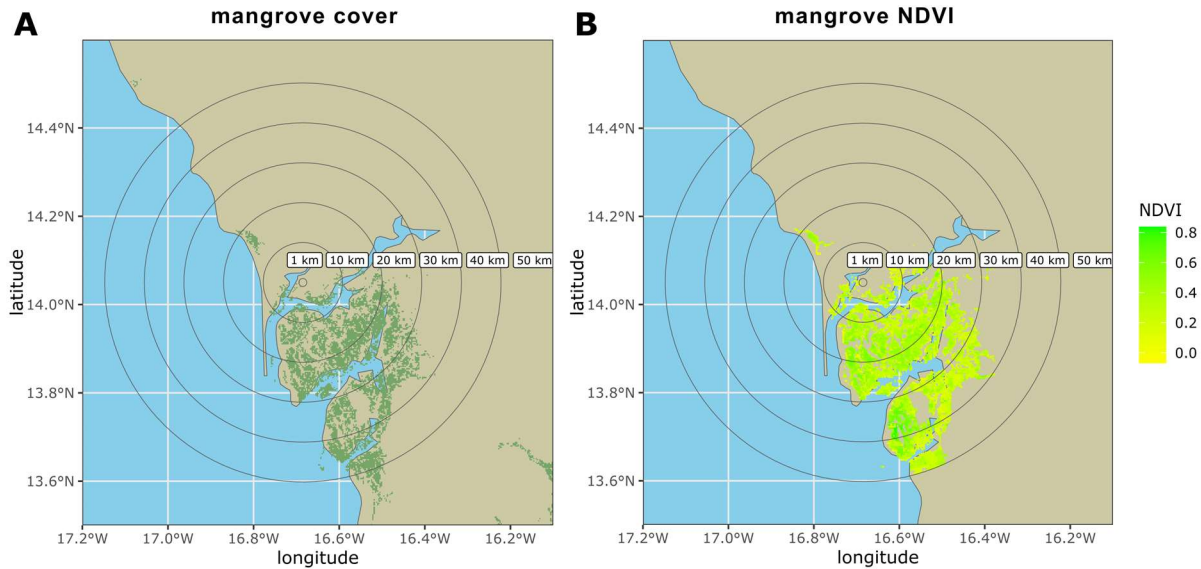 A
mangrove cover
latitude
14.4°N
14.2°N
14.0°N
13.8°N
13.6°N
1 km
10 km
20 km
30 km
40 km
50 km
17.2°W
17.0°W
16.8°W
16.6°W
16.4°W
16.2°W
longitude
B
mangrove NDVI
latitude
14.4°N
14.2°N
14.0°N
13.8°N
13.6°N
1 km
10 km
20 km
30 km
40 km
50 km
17.2°W
17.0°W
16.8°W
16.6°W
16.4°W
16.2°W
longitude
NDVI
0.8
0.6
0.4
0.2
0.0